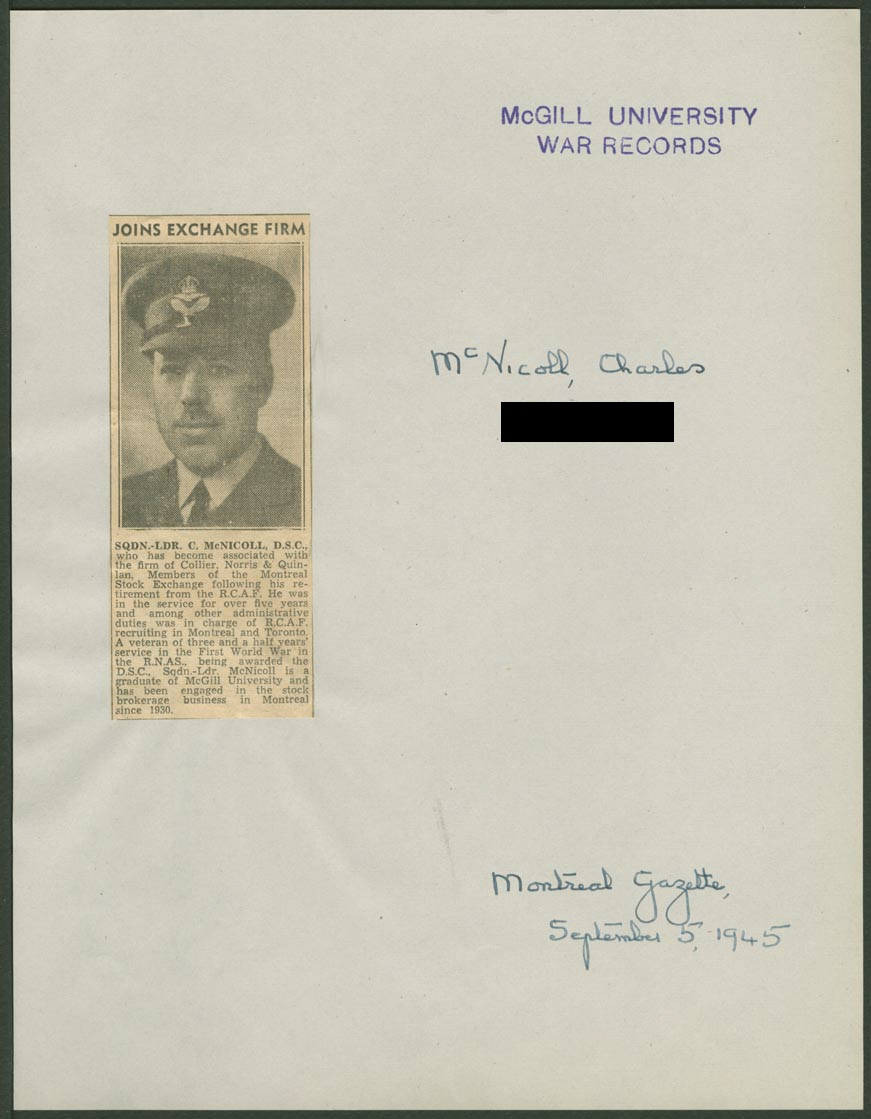 McGILL UNIVERSITY
WAR RECORDS
JOINS EXCHANGE FIRM
McNicoll, Charles
SQDN.-LDR. C. McNICOLL, D.S.C.,
who has become associated with
the firm of Collier, Norris & Quin-
lan, Members of the Montreal
Stock Exchange following his re-
tirement from the R.C.A.F. He was
in the service for over five years
and among other administrative
duties was in charge of R.C.A.F.
recruiting in Montreal and Toronto.
A veteran of three and a half years'
service in the First World War in
the R.N.AS., being awarded the
D.S.C., Sqdn.-Ldr. McNicoll is a
graduate of McGill University and
has been engaged in the stock
brokerage business in Montreal
since 1930.
Montreal Gazette,
September 5, 1945